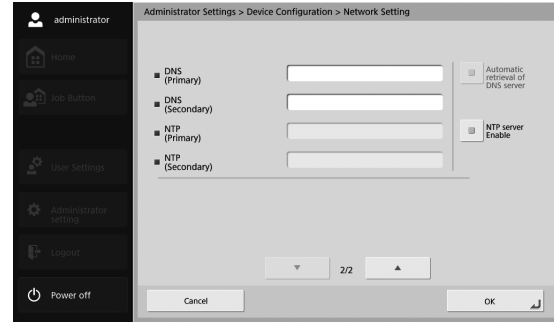 administrator
Home
Job Button
User Settings
Administrator
setting
Logout
Power off
Administrator Settings > Device Configuration > Network Setting
DNS
(Primary)
Automatic
retrieval of
DNS server
DNS
(Secondary)
NTP
(Primary)
NTP server
Enable
NTP
(Secondary)
2/2
Cancel
OK